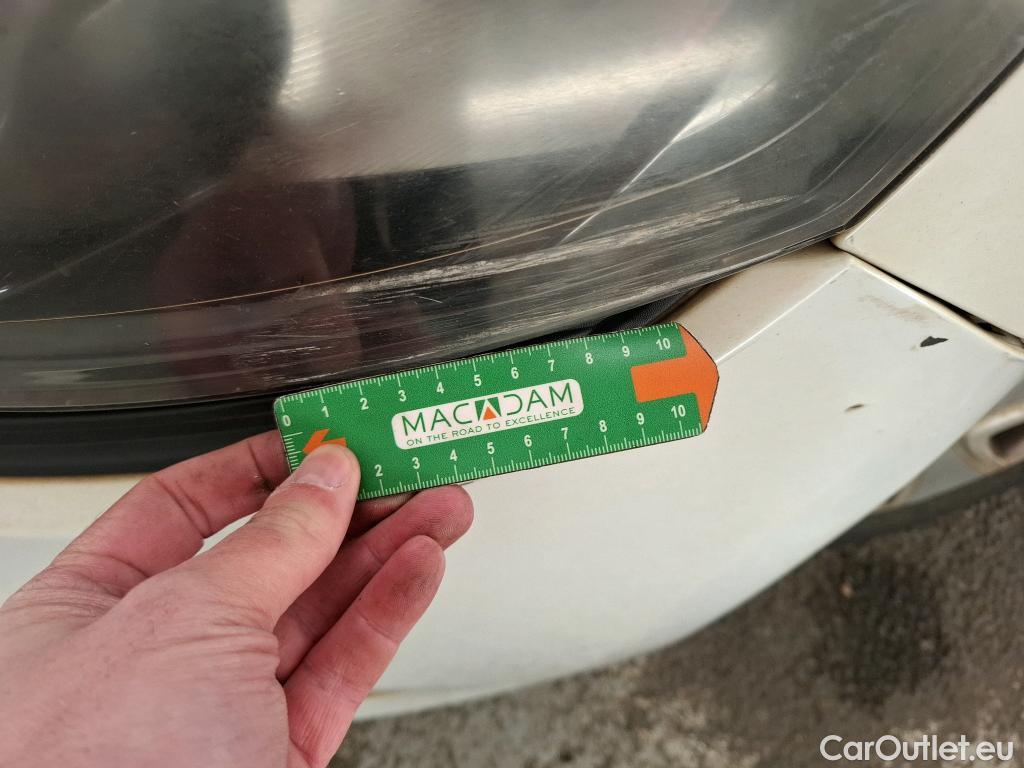 0 1 2 3 4 5 6 7 8 9 10
MACADAM
ON THE ROAD TO EXCELLENCE
2 3 4 5 6 7 8 9 10
CarOutlet.eu